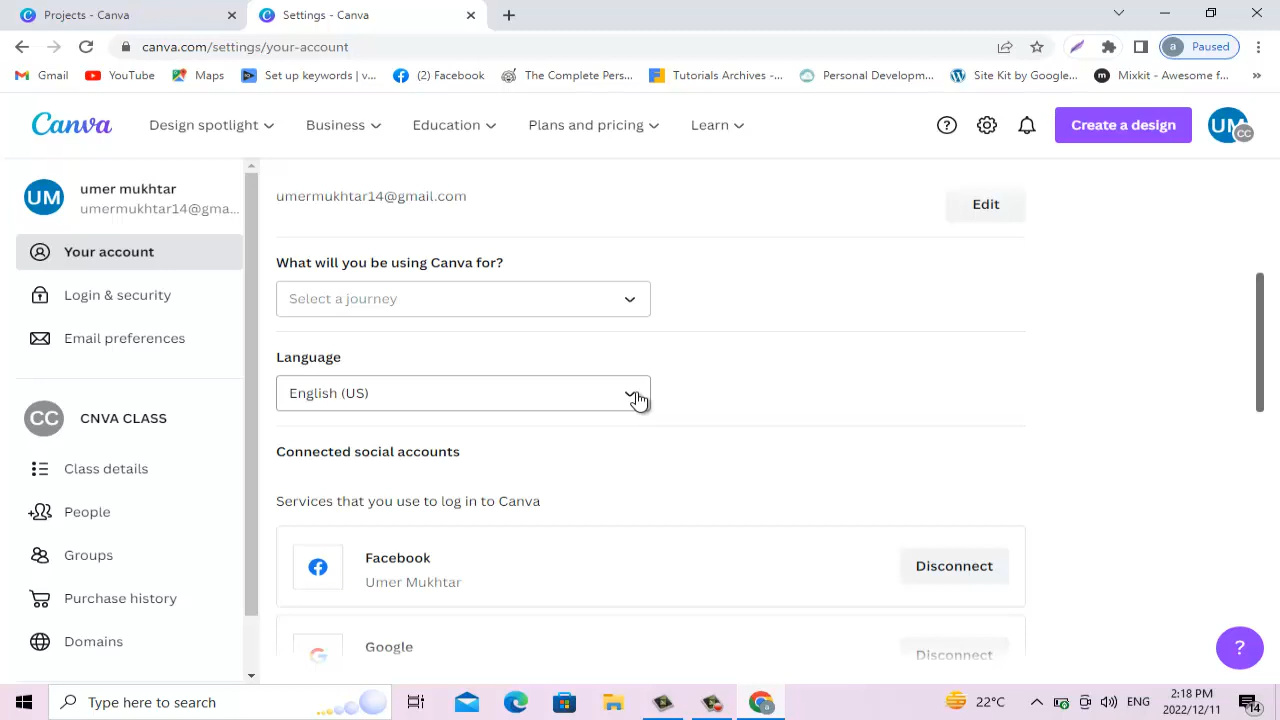 Projects - Canva
Settings - Canva
canva.com/settings/your-account
a Paused
Gmail
YouTube
Maps
Set up keywords | v...
(2) Facebook
The Complete Pers...
Tutorials Archives -...
Personal Developm...
Site Kit by Google...
m
Mixkit - Awesome f...
Canva
Design spotlight
Business
Education
Plans and pricing
Learn
Create a design
UM
CC
UM
umer mukhtar
umermukhtar14@gma...
Your account
Login & security
Email preferences
CC
CNVA CLASS
Class details
People
Groups
Purchase history
Domains
umermukhtar14@gmail.com
Edit
What will you be using Canva for?
Select a journey
Language
English (US)
Connected social accounts
Services that you use to log in to Canva
Facebook
Umer Mukhtar
Disconnect
Google
Disconnect
?
Type here to search
22°C
ENG
2:18 PM
2022/12/11
14